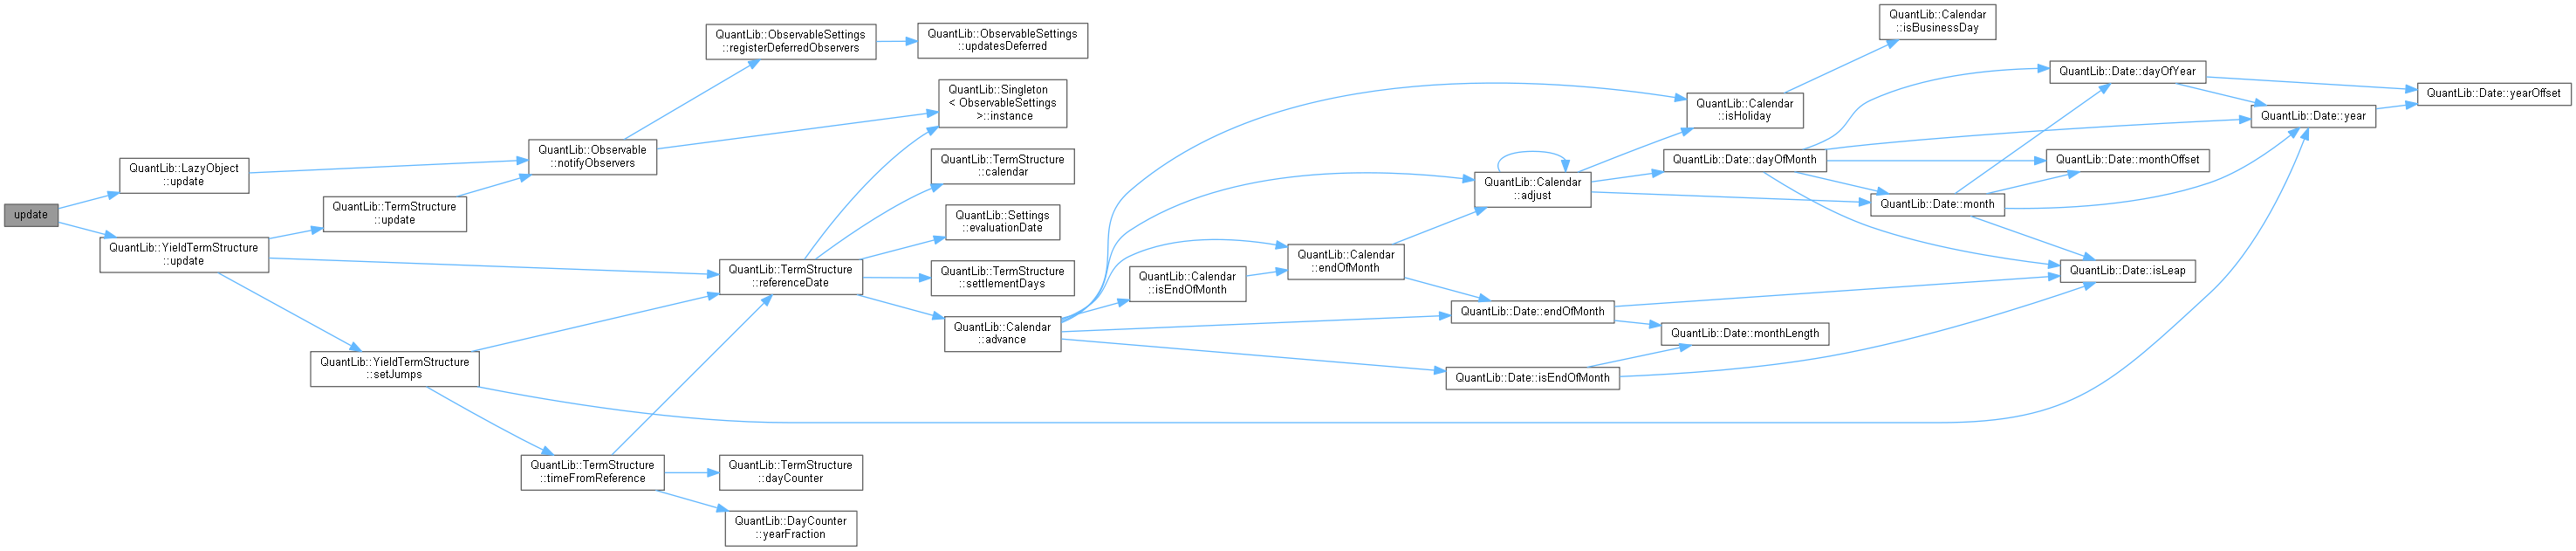 update
QuantLib::LazyObject
::update
QuantLib::YieldTermStructure
::update
QuantLib::TermStructure
::update
QuantLib::YieldTermStructure
::setJumps
QuantLib::Observable
::notifyObservers
QuantLib::TermStructure
::timeFromReference
QuantLib::ObservableSettings
::registerDeferredObservers
QuantLib::TermStructure
::referenceDate
QuantLib::TermStructure
::dayCounter
QuantLib::DayCounter
::yearFraction
QuantLib::ObservableSettings
::updatesDeferred
QuantLib::Singleton
< ObservableSettings
>::instance
QuantLib::TermStructure
::calendar
QuantLib::Settings
::evaluationDate
QuantLib::TermStructure
::settlementDays
QuantLib::Calendar
::advance
QuantLib::Calendar
::isEndOfMonth
QuantLib::Calendar
::endOfMonth
QuantLib::Calendar
::adjust
QuantLib::Date::endOfMonth
QuantLib::Date::isEndOfMonth
QuantLib::Calendar
::isHoliday
QuantLib::Date::dayOfMonth
QuantLib::Date::monthLength
QuantLib::Calendar
::isBusinessDay
QuantLib::Date::month
QuantLib::Date::dayOfYear
QuantLib::Date::monthOffset
QuantLib::Date::isLeap
QuantLib::Date::year
QuantLib::Date::yearOffset